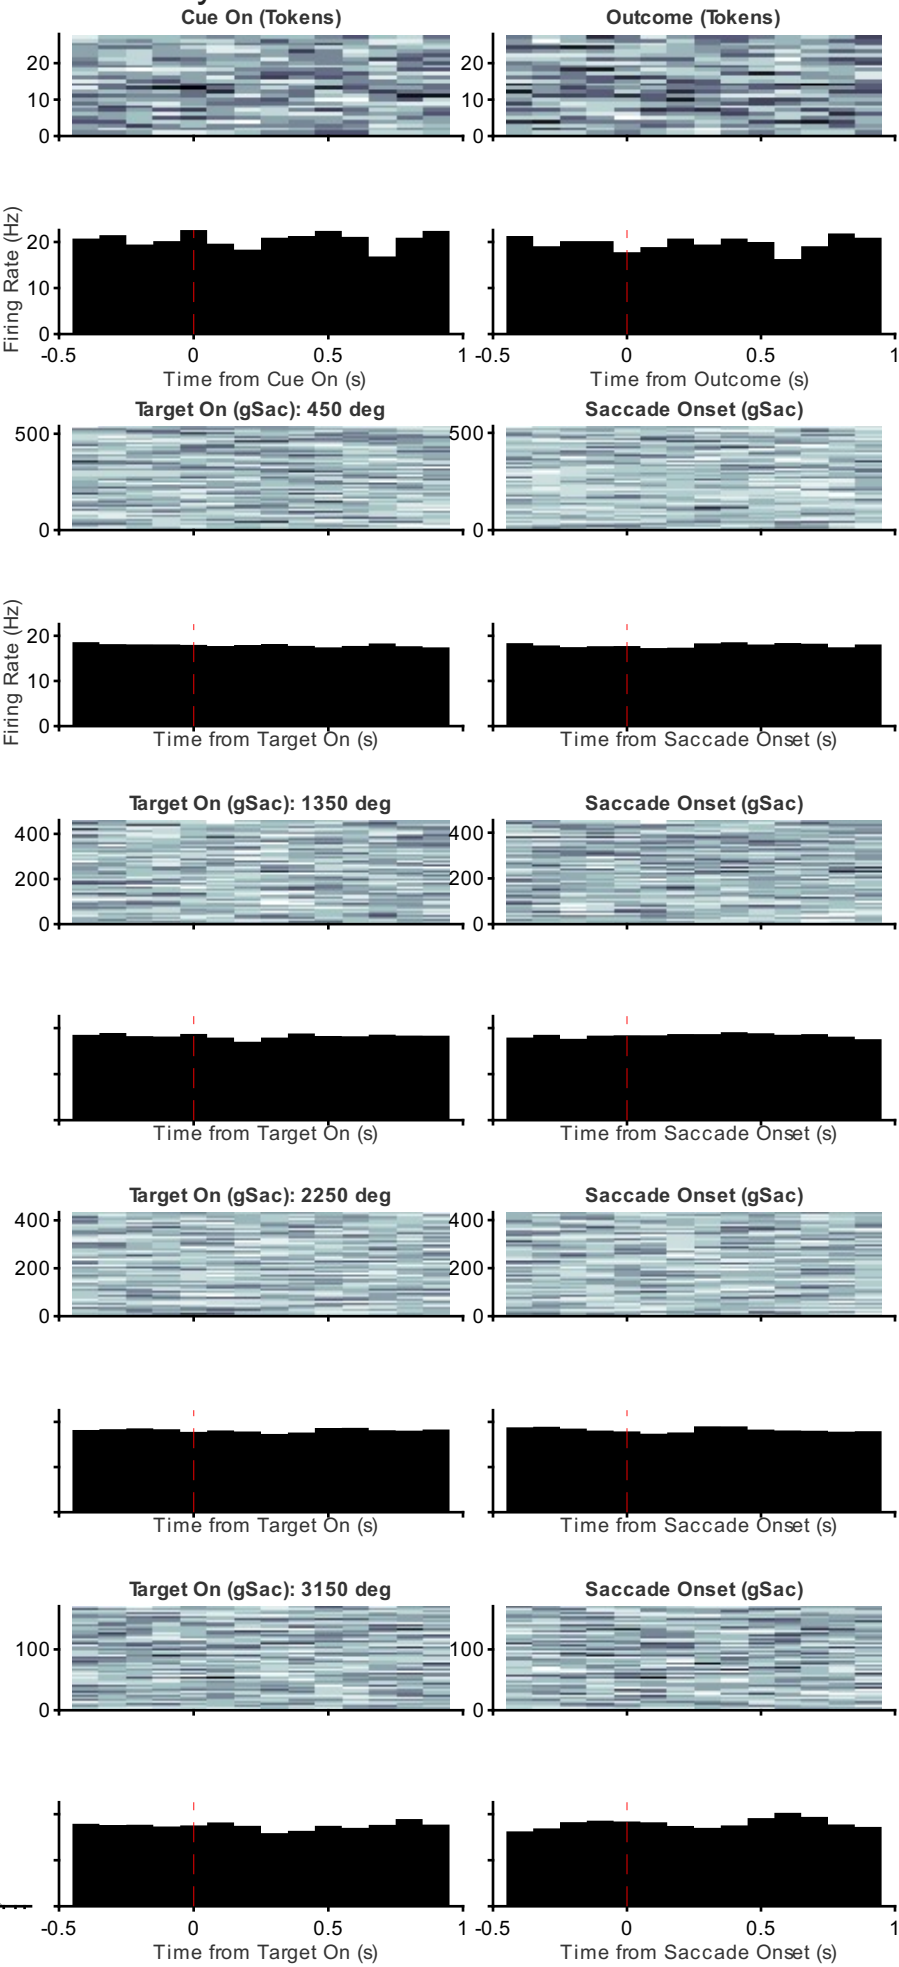 Cue On (Tokens) Outcome (Tokens)
20 20
10 10
0 0
Firing Rate (Hz)
20 20
10 10
0 0
-0.5 0 0.5 1 -0.5 0 0.5 1
Time from Cue On (s) Time from Outcome (s)
Target On (gSac): 450 deg Saccade Onset (gSac)
500 500
0 0
Firing Rate (Hz)
20
10
0
Time from Target On (s) Time from Saccade Onset (s)
Target On (gSac): 1350 deg Saccade Onset (gSac)
400 400
200 200
0 0
Time from Target On (s) Time from Saccade Onset (s)
Target On (gSac): 2250 deg Saccade Onset (gSac)
400 400
200 200
0 0
Time from Target On (s) Time from Saccade Onset (s)
Target On (gSac): 3150 deg Saccade Onset (gSac)
100 100
0 0
-0.5 0 0.5 1 -0.5 0 0.5 1
Time from Target On (s) Time from Saccade Onset (s)